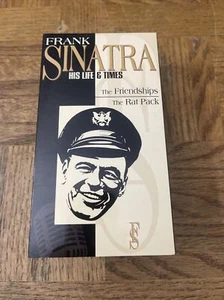 FRANK
SINATRA
HIS LIFE & TIMES
The Friendships
The Rat Pack
FS